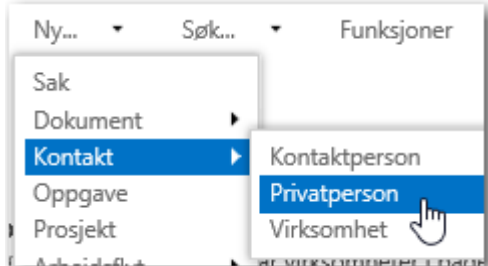 Ny... Søk... Funksjoner
Sak
Dokument
Kontakt
Kontaktperson
Oppgave
Privatperson
Prosjekt
Virksomhet